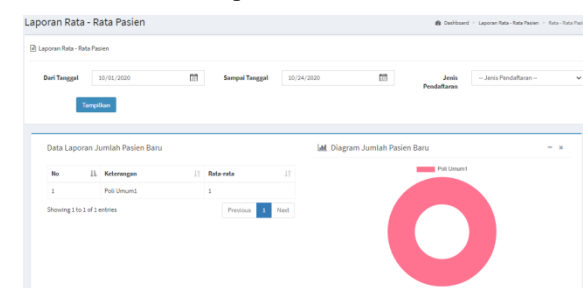 Laporan Rata - Rata Pasien
Dashboard - Laporan Rata - Rata Pasien - Rata - Rata Pasi
Laporan Rata - Rata Pasien
Dari Tanggal 10/01/2020 Sampai Tanggal 10/24/2020 Jenis Pendaftaran -- Jenis Pendaftaran --
Tampilkan
Data Laporan Jumlah Pasien Baru
No Keterangan Rata-rata
1 Poli Umum1 1
Showing 1 to 1 of 1 entries
Previous 1 Next
Diagram Jumlah Pasien Baru
Poli Umum1